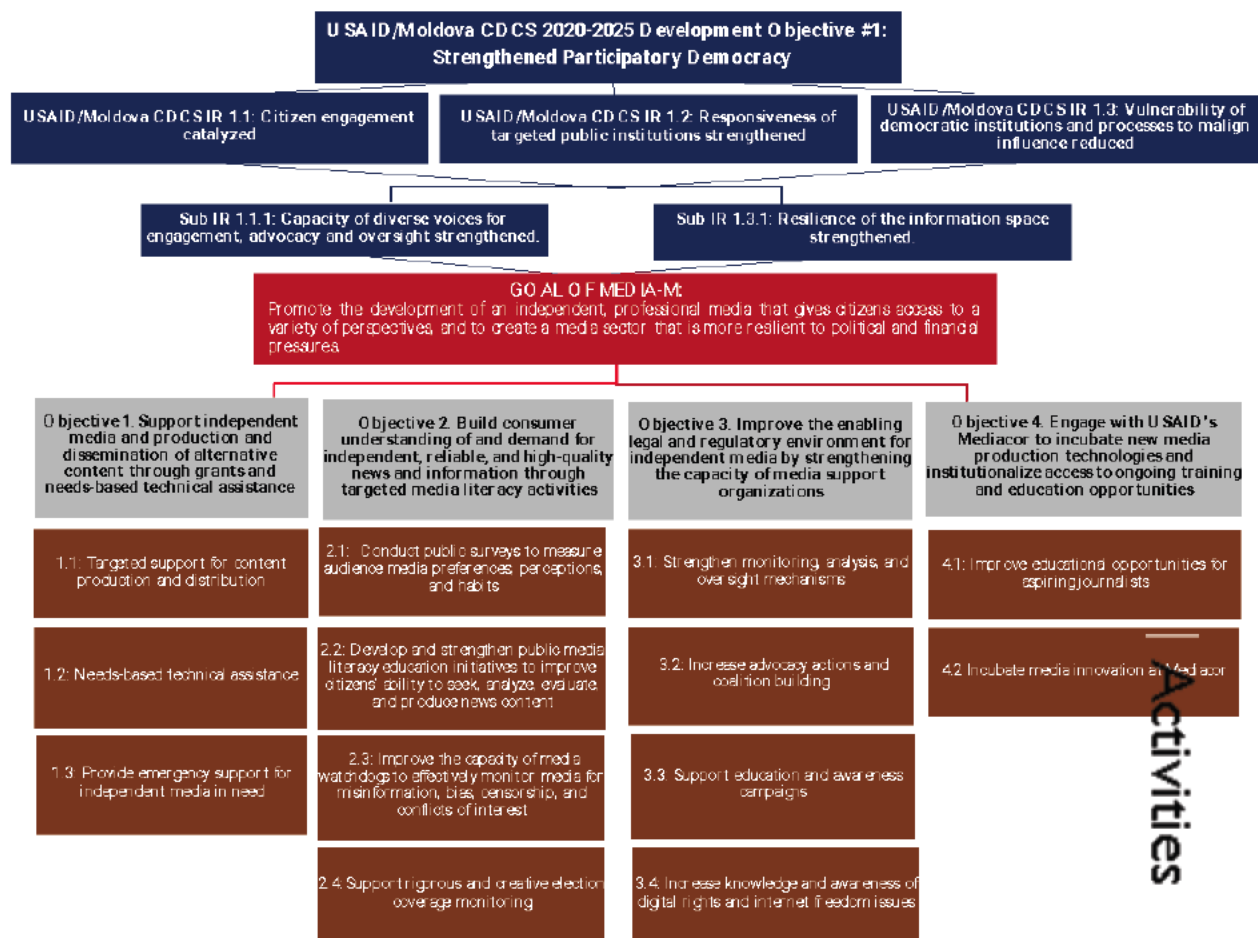 USAID/Moldova CDCS 2020-2025 Development Objective #1:
Strengthened Participatory Democracy
USAID/Moldova CDCS IR 1.1: Citizen engagement
catalyzed
USAID/Moldova CDCS IR 1.2: Responsiveness of
targeted public institutions strengthened
USAID/Moldova CDCS IR 1.3: Vulnerability of
democratic institutions and processes to malign
influence reduced
Sub IR 1.1.1: Capacity of diverse voices for
engagement, advocacy and oversight strengthened.
Sub IR 1.3.1: Resilience of the information space
strengthened.
GOAL OF MEDIA-M:
Promote the development of an independent, professional media that gives citizens access to a
variety of perspectives, and to create a media sector that is more resilient to political and financial
pressures.
Objective 1. Support independent
media and production and
dissemination of alternative
content through grants and
needs-based technical assistance
Objective 2. Build consumer
understanding of and demand for
independent, reliable, and high-quality
news and information through
targeted media literacy activities
Objective 3. Improve the enabling
legal and regulatory environment for
independent media by strengthening
the capacity of media support
organizations
Objective 4. Engage with USAID's
Mediacor to incubate new media
production technologies and
institutionalize access to ongoing training
and education opportunities
1.1: Targeted support for content
production and distribution
2.1: Conduct public surveys to measure
audience media preferences, perceptions,
and habits
3.1: Strengthen monitoring, analysis, and
oversight mechanisms
4.1: Improve educational opportunities for
aspiring journalists
1.2: Needs-based technical assistance
2.2: Develop and strengthen public media
literacy education initiatives to improve
citizens' ability to seek, analyze, evaluate,
and produce news content
3.2: Increase advocacy actions and
coalition building
4.2 Incubate media innovation at Mediacor
1.3: Provide emergency support for
independent media in need
2.3: Improve the capacity of media
watchdogs to effectively monitor media for
misinformation, bias, censorship, and
conflicts of interest
3.3: Support education and awareness
campaigns
2.4: Support rigorous and creative election
coverage monitoring
3.4: Increase knowledge and awareness of
digital rights and internet freedom issues
Activities